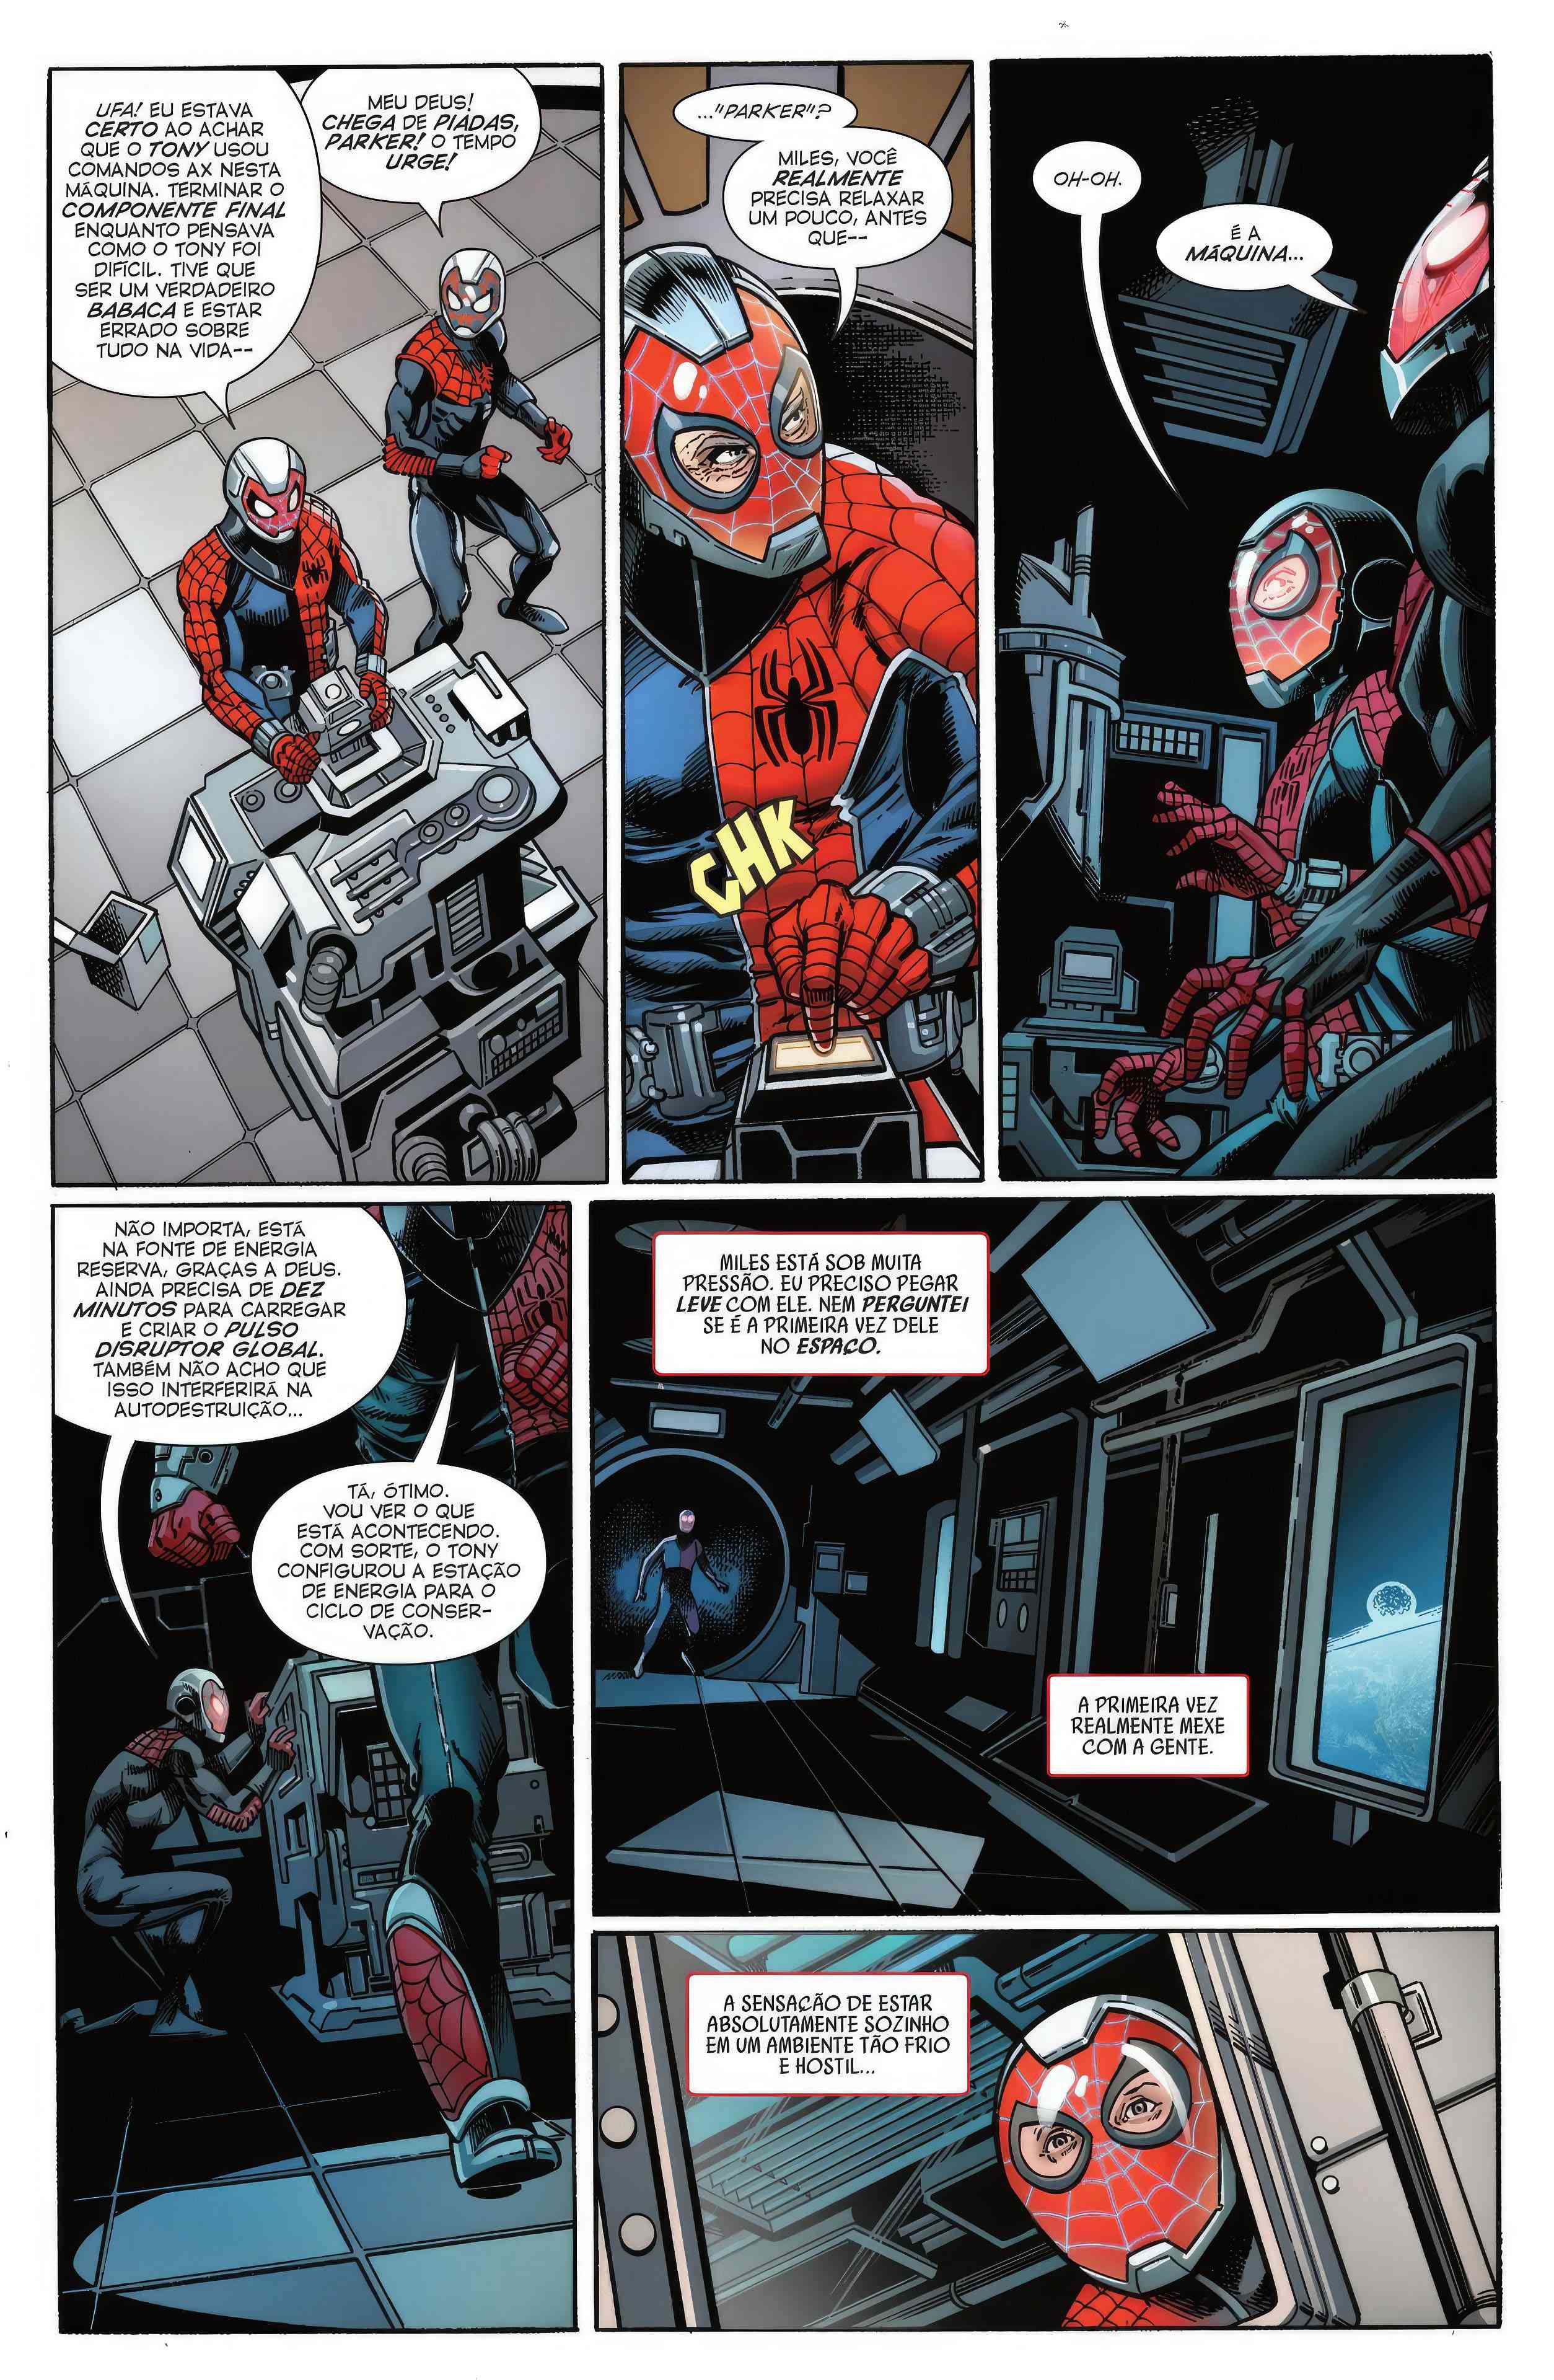 UFA! EU ESTAVA
CERTO AO ACHAR
QUE O TONY USOU
COMANDOS AX NESTA
MÁQUINA. TERMINAR O
COMPONENTE FINAL
ENQUANTO PENSAVA
COMO O TONY FOI
DIFÍCIL. TIVE QUE
SER UM VERDADEIRO
BABACA E ESTAR
ERRADO SOBRE
TUDO NA VIDA--
MEU DEUS!
CHEGA DE PIADAS,
PARKER! O TEMPO
URGE!
..."PARKER"?
MILES, VOCÊ
REALMENTE
PRECISA RELAXAR
UM POUCO, ANTES
QUE--
CHK
OH-OH.
É A
MÁQUINA...
NÃO IMPORTA, ESTÁ
NA FONTE DE ENERGIA
RESERVA, GRAÇAS A DEUS.
AINDA PRECISA DE DEZ
MINUTOS PARA CARREGAR
E CRIAR O PULSO
DISRUPTOR GLOBAL.
TAMBÉM NÃO ACHO QUE
ISSO INTERFERIRÁ NA
AUTODESTRUIÇÃO...
TÁ, ÓTIMO.
VOU VER O QUE
ESTÁ ACONTECENDO.
COM SORTE, O TONY
CONFIGUROU A ESTAÇÃO
DE ENERGIA PARA O
CICLO DE CONSER-
VAÇÃO.
MILES ESTÁ SOB MUITA
PRESSÃO. EU PRECISO PEGAR
LEVE COM ELE. NEM PERGUNTEI
SE É A PRIMEIRA VEZ DELE
NO ESPAÇO.
A PRIMEIRA VEZ
REALMENTE MEXE
COM A GENTE.
A SENSAÇÃO DE ESTAR
ABSOLUTAMENTE SOZINHO
EM UM AMBIENTE TÃO FRIO
E HOSTIL...